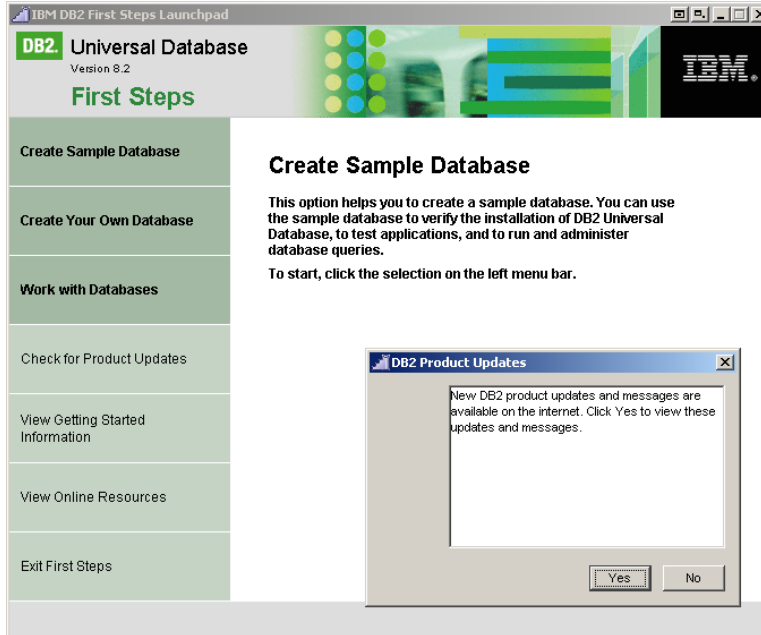 IBM DB2 First Steps Launchpad
DB2. Universal Database
Version 8.2
First Steps
IBM.
Create Sample Database
Create Your Own Database
Work with Databases
Check for Product Updates
View Getting Started
Information
View Online Resources
Exit First Steps
Create Sample Database
This option helps you to create a sample database. You can use
the sample database to verify the installation of DB2 Universal
Database, to test applications, and to run and administer
database queries.
To start, click the selection on the left menu bar.
DB2 Product Updates
New DB2 product updates and messages are
available on the internet. Click Yes to view these
updates and messages.
Yes
No